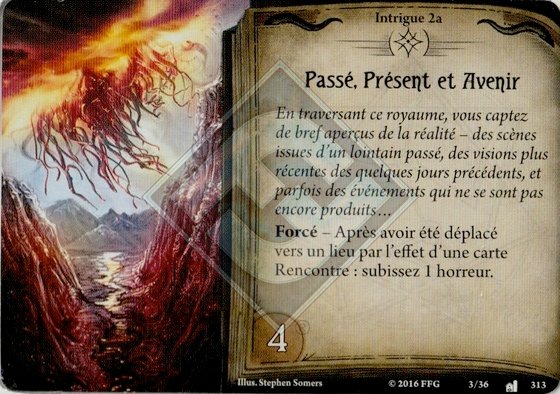 Intrigue 2a
Passé, Présent et Avenir
En traversant ce royaume, vous captez
de bref aperçus de la réalité – des scènes
issues d'un lointain passé, des visions plus
récentes des quelques jours précédents, et
parfois des événements qui ne se sont pas
encore produits…
Forcé – Après avoir été déplacé
vers un lieu par l'effet d'une carte
Rencontre : subissez 1 horreur.
4
Illus. Stephen Somers
© 2016 FFG
3/36
313